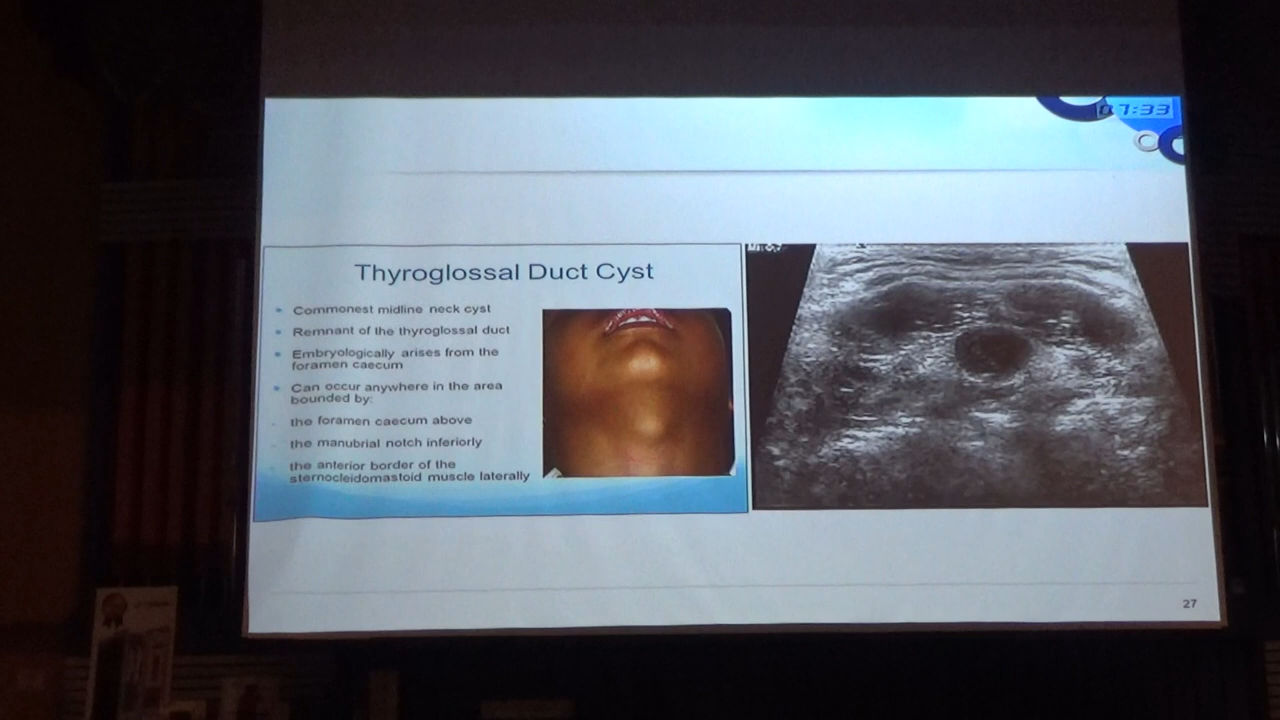 07:33
Thyroglossal Duct Cyst
Commonest midline neck cyst
Remnant of the thyroglossal duct
Embryologically arises from the
foramen caecum
Can occur anywhere in the area
bounded by:
the foramen caecum above
the manubrial notch inferiorly
the anterior border of the
sternocleidomastoid muscle laterally
27